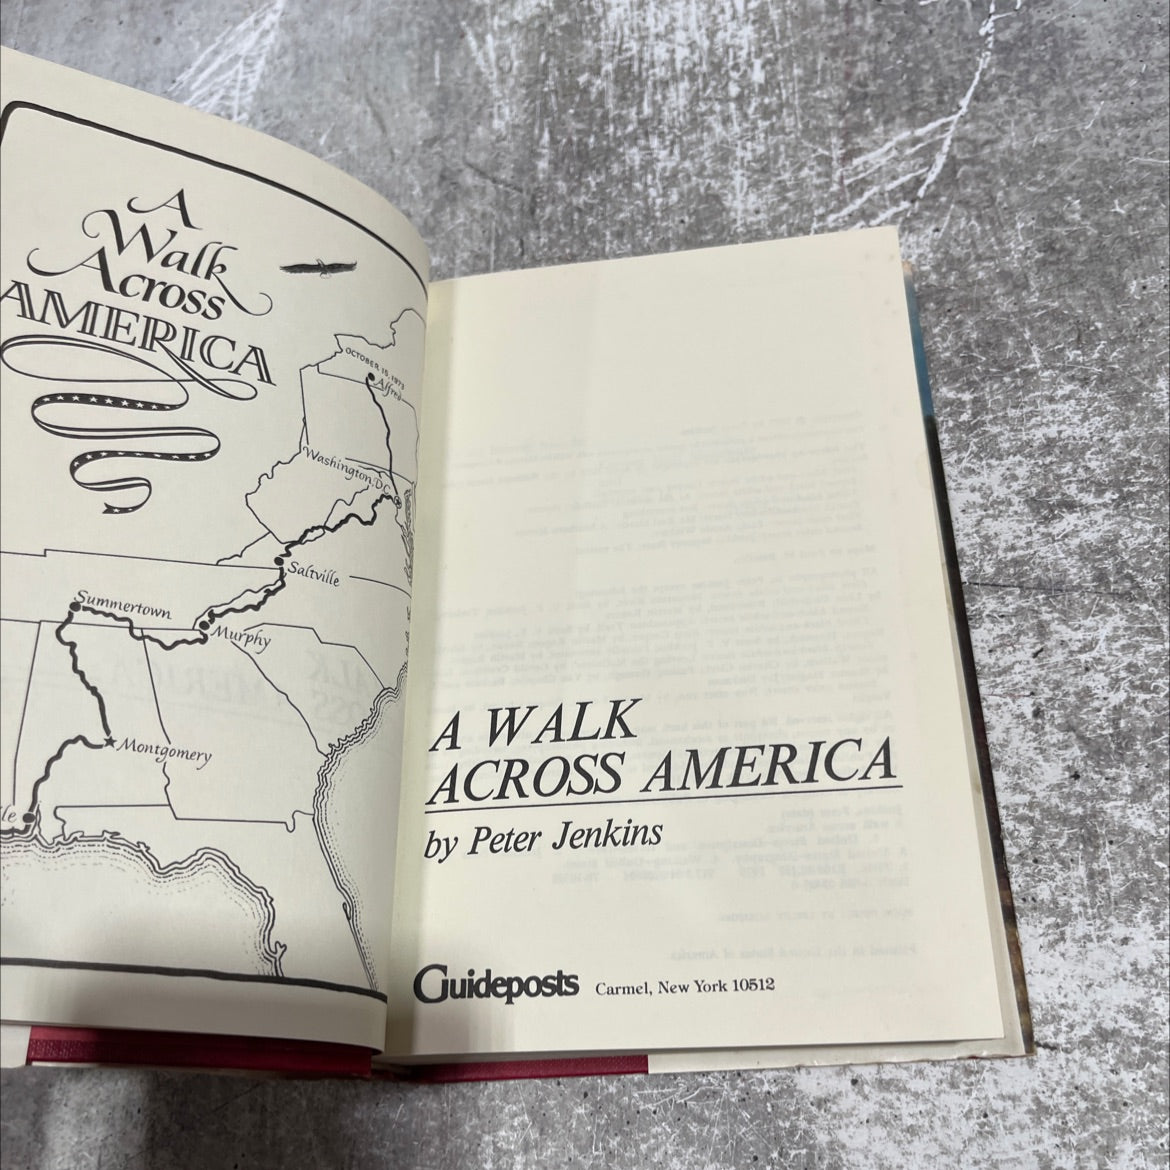 A
Walk
Across
AMERICA
OCTOBER 15, 1973
Alfred
Washington, D.C.
Saltville
Summertown
Murphy
Montgomery
le
A WALK
ACROSS AMERICA
by Peter Jenkins
Guideposts Carmel, New York 10512